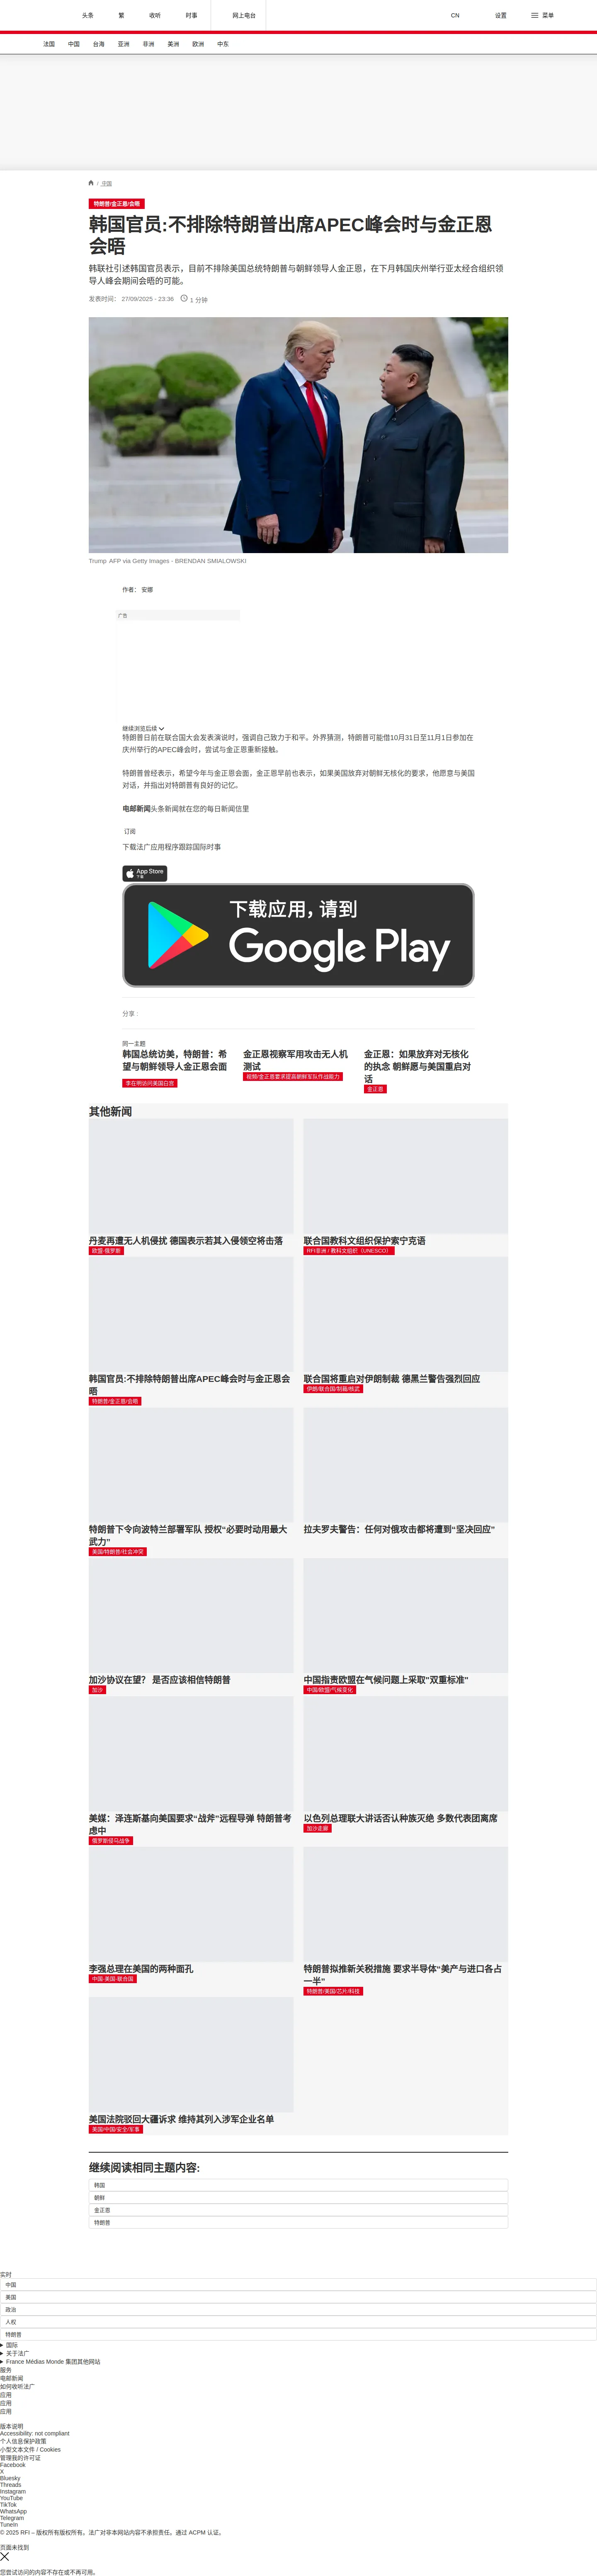 头条
繁
收听
时事
网上电台
CN
设置
菜单
法国
中国
台海
亚洲
非洲
美洲
欧洲
中东
/ 中国
特朗普/金正恩/会晤
韩国官员:不排除特朗普出席APEC峰会时与金正恩
会晤
韩联社引述韩国官员表示，目前不排除美国总统特朗普与朝鲜领导人金正恩，在下月韩国庆州举行亚太经合组织领
导人峰会期间会晤的可能。
发表时间： 27/09/2025 - 23:36
1 分钟
Trump AFP via Getty Images - BRENDAN SMIALOWSKI
作者： 安娜
广告
继续浏览后续
特朗普日前在联合国大会发表演说时，强调自己致力于和平。外界猜测，特朗普可能借10月31日至11月1日参加在
庆州举行的APEC峰会时，尝试与金正恩重新接触。
特朗普曾经表示，希望今年与金正恩会面，金正恩早前也表示，如果美国放弃对朝鲜无核化的要求，他愿意与美国
对话，并指出对特朗普有良好的记忆。
电邮新闻头条新闻就在您的每日新闻信里
订阅
下载法广应用程序跟踪国际时事
App Store
下载
下载应用，请到
Google Play
分享 :
同一主题
韩国总统访美，特朗普：希
望与朝鲜领导人金正恩会面
李在明访问美国白宫
金正恩视察军用攻击无人机
测试
视频/金正恩要求提高朝鲜军队作战能力
金正恩：如果放弃对无核化
的执念 朝鲜愿与美国重启对
话
金正恩
其他新闻
丹麦再遭无人机侵扰 德国表示若其入侵领空将击落
欧盟-俄罗斯
联合国教科文组织保护索宁克语
RFI非洲 / 教科文组织（UNESCO）
韩国官员:不排除特朗普出席APEC峰会时与金正恩会
晤
特朗普/金正恩/会晤
联合国将重启对伊朗制裁 德黑兰警告强烈回应
伊朗/联合国/制裁/核武
特朗普下令向波特兰部署军队 授权“必要时动用最大
武力”
美国/特朗普/社会冲突
拉夫罗夫警告：任何对俄攻击都将遭到“坚决回应”
加沙协议在望？ 是否应该相信特朗普
加沙
中国指责欧盟在气候问题上采取"双重标准"
中国/欧盟/气候变化
美媒：泽连斯基向美国要求“战斧”远程导弹 特朗普考
虑中
俄罗斯侵乌战争
以色列总理联大讲话否认种族灭绝 多数代表团离席
加沙走廊
李强总理在美国的两种面孔
中国-美国-联合国
特朗普拟推新关税措施 要求半导体“美产与进口各占
一半”
特朗普/美国/芯片/科技
美国法院驳回大疆诉求 维持其列入涉军企业名单
美国/中国/安全/军事
继续阅读相同主题内容:
韩国
朝鲜
金正恩
特朗普
实时
中国
美国
政治
人权
特朗普
国际
关于法广
France Médias Monde 集团其他网站
服务
电邮新闻
如何收听法广
应用
应用
应用
版本说明
Accessibility: not compliant
个人信息保护政策
小型文本文件 / Cookies
管理我的许可证
Facebook
X
Bluesky
Threads
Instagram
YouTube
TikTok
WhatsApp
Telegram
TuneIn
© 2025 RFI – 版权所有版权所有。法广对非本网站内容不承担责任。通过 ACPM 认证。
页面未找到
您尝试访问的内容不存在或不再可用。